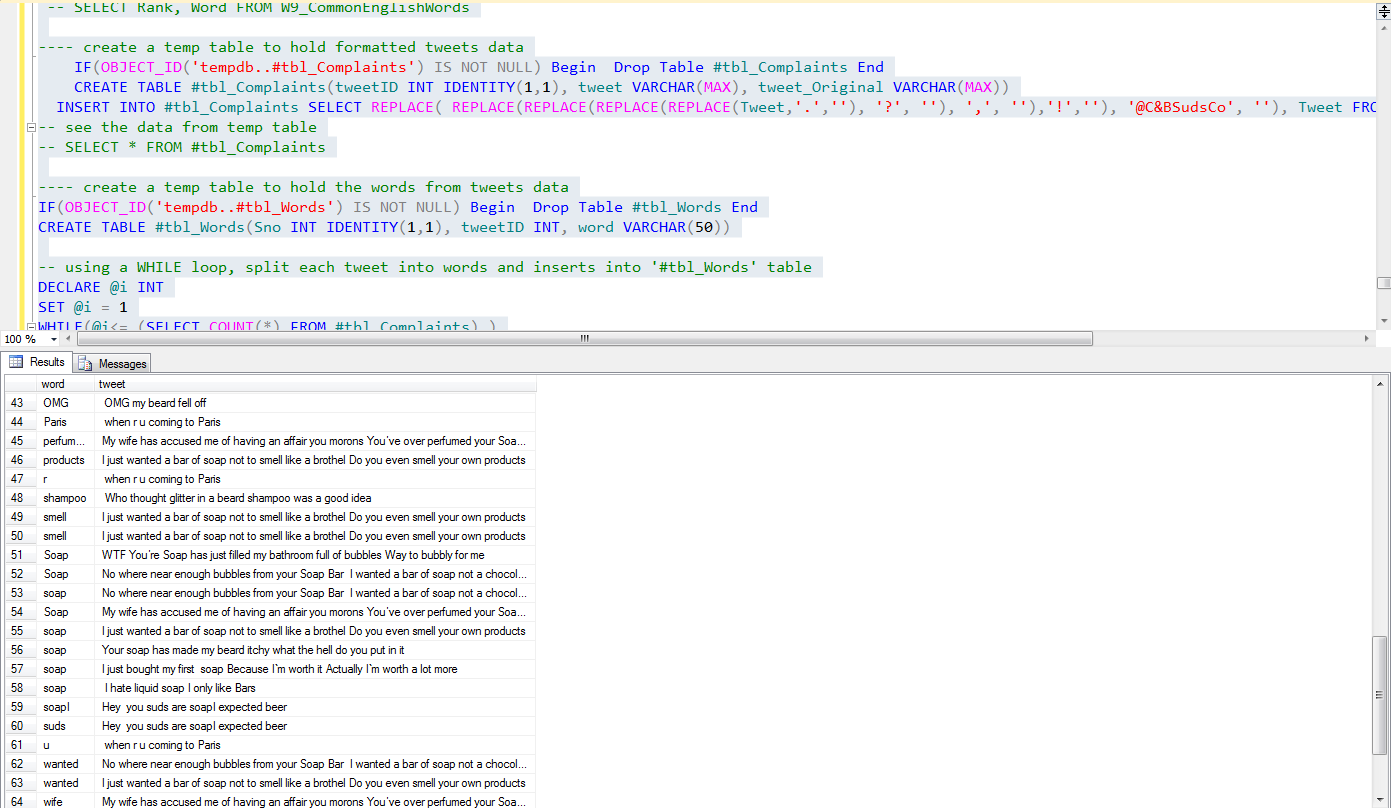 -- SELECT Rank, Word FROM W9_CommonEnglishWords
---- create a temp table to hold formatted tweets data
IF(OBJECT_ID('tempdb..#tbl_Complaints') IS NOT NULL) Begin  Drop Table #tbl_Complaints End
CREATE TABLE #tbl_Complaints(tweetID INT IDENTITY(1,1), tweet VARCHAR(MAX), tweet_Original VARCHAR(MAX))
INSERT INTO #tbl_Complaints SELECT REPLACE( REPLACE(REPLACE(REPLACE(REPLACE(Tweet,'.',''), '?', ''), ',', ''),'!',''), '@C&BSudsCo', ''), Tweet FRO
-- see the data from temp table
-- SELECT * FROM #tbl_Complaints
---- create a temp table to hold the words from tweets data
IF(OBJECT_ID('tempdb..#tbl_Words') IS NOT NULL) Begin  Drop Table #tbl_Words End
CREATE TABLE #tbl_Words(Sno INT IDENTITY(1,1), tweetID INT, word VARCHAR(50))
-- using a WHILE loop, split each tweet into words and inserts into '#tbl_Words' table
DECLARE @i INT
SET @i = 1
WHILE(@i<= (SELECT COUNT(*) FROM #tbl_Complaints) )
100 %
Results Messages
word tweet
43 OMG OMG my beard fell off
44 Paris when r u coming to Paris
45 perfum... My wife has accused me of having an affair you morons You've over perfumed your Soa...
46 products I just wanted a bar of soap not to smell like a brothel Do you even smell your own products
47 r when r u coming to Paris
48 shampoo Who thought glitter in a beard shampoo was a good idea
49 smell I just wanted a bar of soap not to smell like a brothel Do you even smell your own products
50 smell I just wanted a bar of soap not to smell like a brothel Do you even smell your own products
51 Soap WTF You're Soap has just filled my bathroom full of bubbles Way to bubbly for me
52 Soap No where near enough bubbles from your Soap Bar  I wanted a bar of soap not a chocol...
53 soap No where near enough bubbles from your Soap Bar  I wanted a bar of soap not a chocol...
54 Soap My wife has accused me of having an affair you morons You've over perfumed your Soa...
55 soap I just wanted a bar of soap not to smell like a brothel Do you even smell your own products
56 soap Your soap has made my beard itchy what the hell do you put in it
57 soap I just bought my first  soap Because I`m worth it Actually I`m worth a lot more
58 soap I hate liquid soap I only like Bars
59 soapI Hey  you suds are soapI expected beer
60 suds Hey  you suds are soapI expected beer
61 u when r u coming to Paris
62 wanted No where near enough bubbles from your Soap Bar  I wanted a bar of soap not a chocol...
63 wanted I just wanted a bar of soap not to smell like a brothel Do you even smell your own products
64 wife My wife has accused me of having an affair you morons You've over perfumed your Soa...